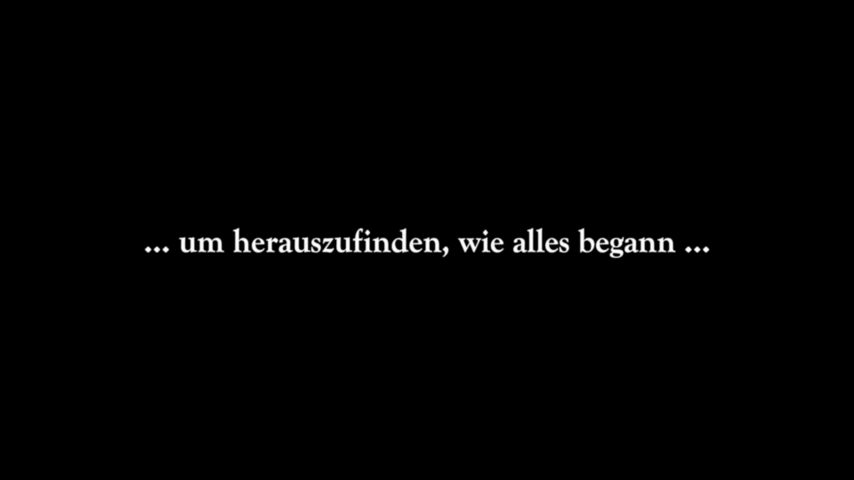 ... um herauszufinden, wie alles begann ...